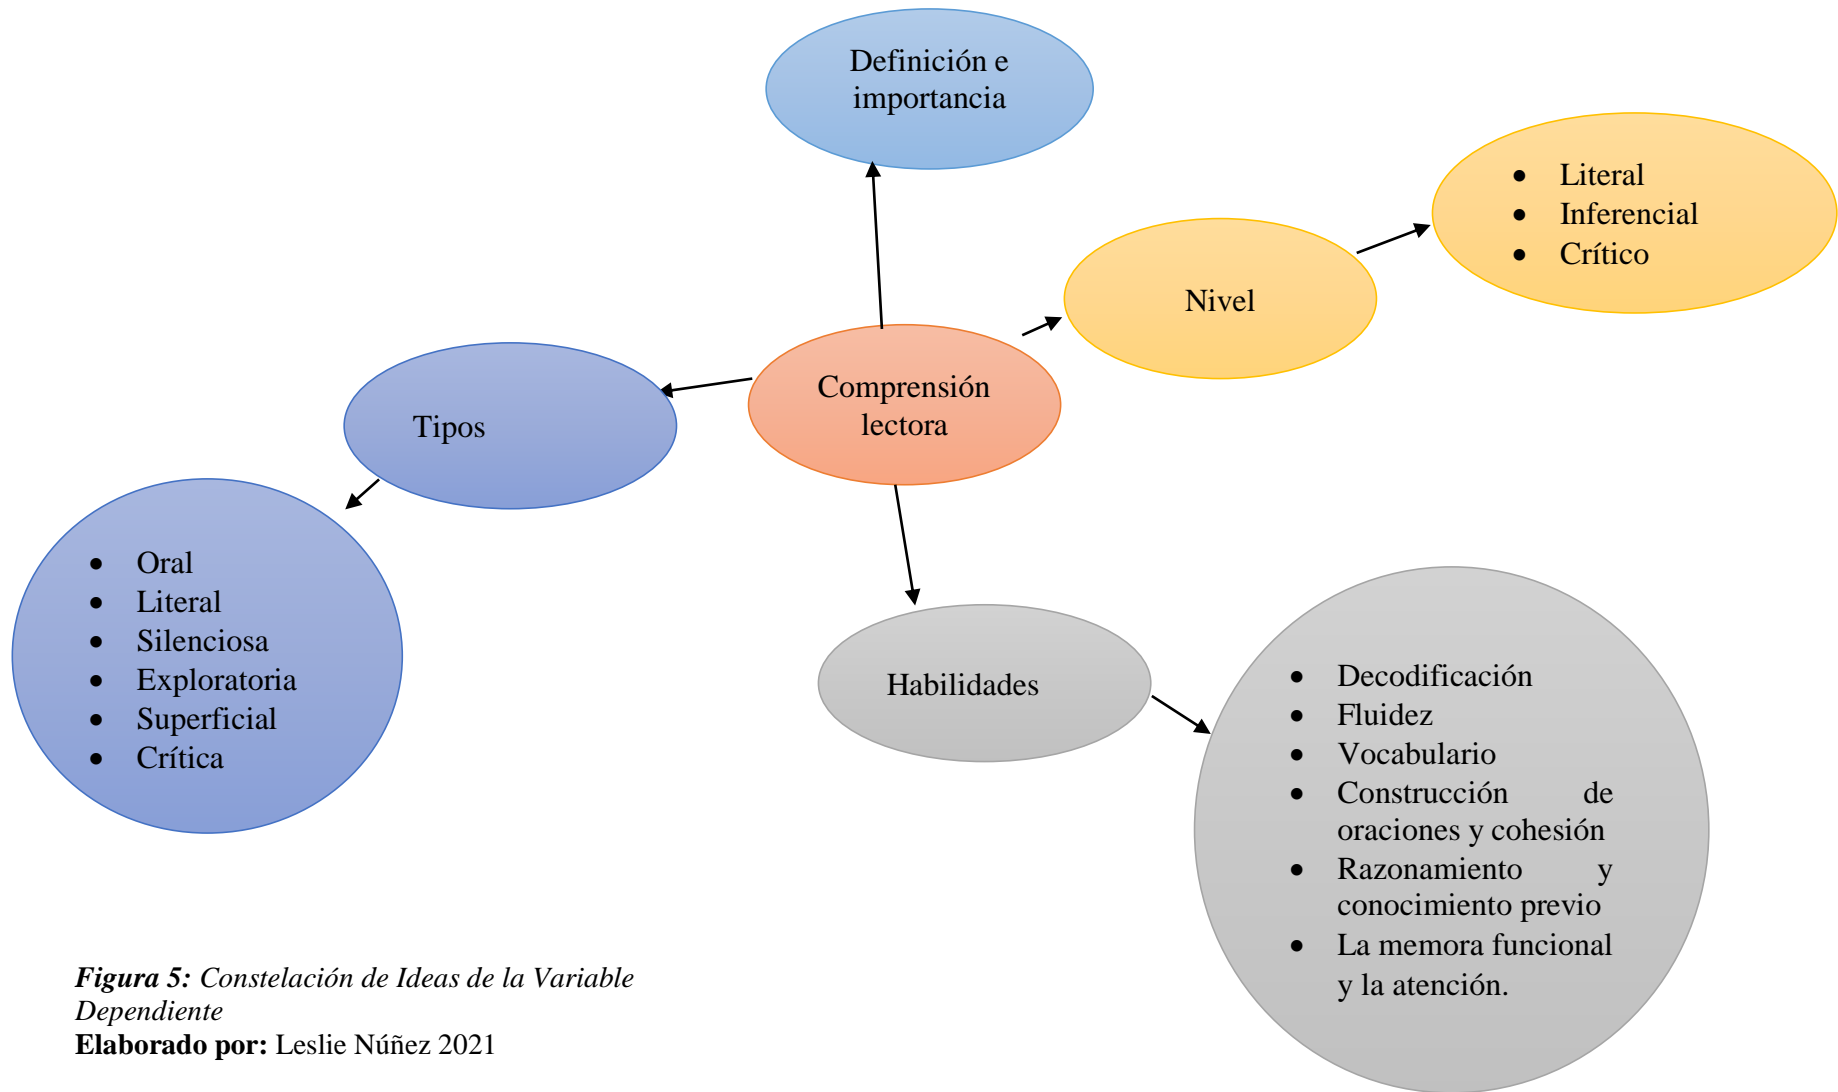 Definición e
importancia
• Literal
• Inferencial
• Crítico
Nivel
Comprensión
lectora
Tipos
• Oral
• Literal
• Silenciosa
• Exploratoria
• Superficial
• Crítica
Habilidades
• Decodificación
• Fluidez
• Vocabulario
• Construcción de
oraciones y cohesión
• Razonamiento y
conocimiento previo
• La memora funcional
y la atención.
Figura 5: Constelación de Ideas de la Variable
Dependiente
Elaborado por: Leslie Núñez 2021